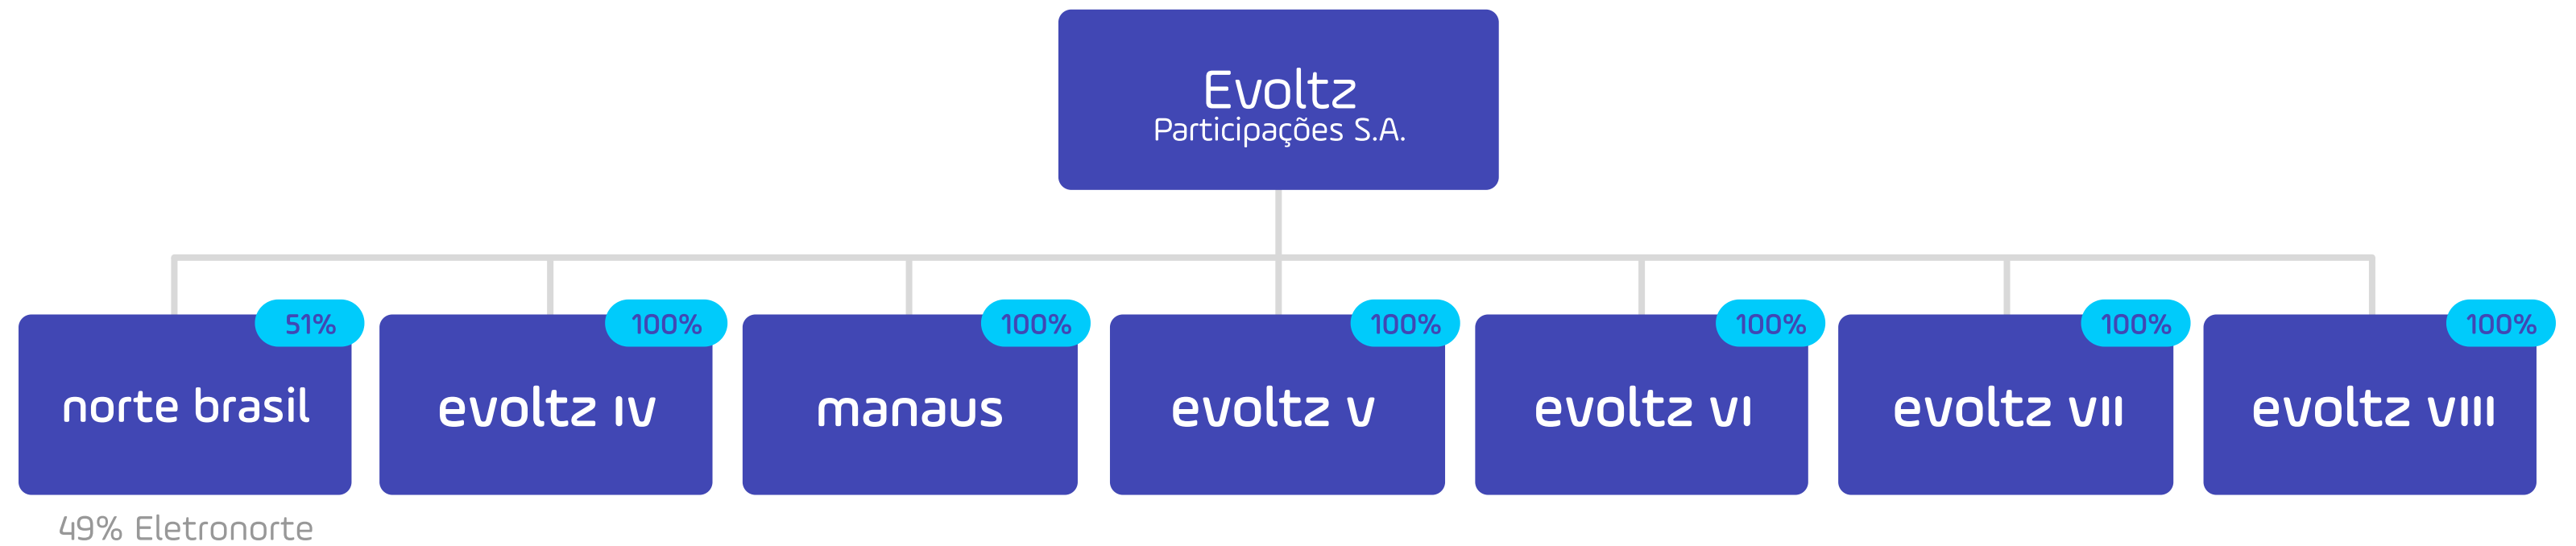 Evoltz
Participações S.A.
51%
100%
100%
100%
100%
100%
100%
norte brasil
evoltz IV
manaus
evoltz V
evoltz VI
evoltz VII
evoltz VIII
49% Eletronorte